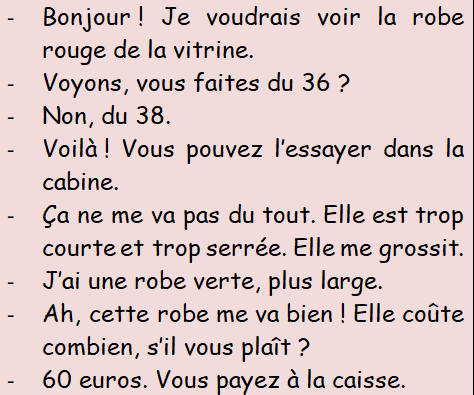 - Bonjour ! Je voudrais voir la robe
rouge de la vitrine.
- Voyons, vous faites du 36 ?
- Non, du 38.
- Voilà ! Vous pouvez l'essayer dans la
cabine.
- Ça ne me va pas du tout. Elle est trop
courte et trop serrée. Elle me grossit.
- J'ai une robe verte, plus large.
- Ah, cette robe me va bien ! Elle coûte
combien, s'il vous plaît ?
- 60 euros. Vous payez à la caisse.